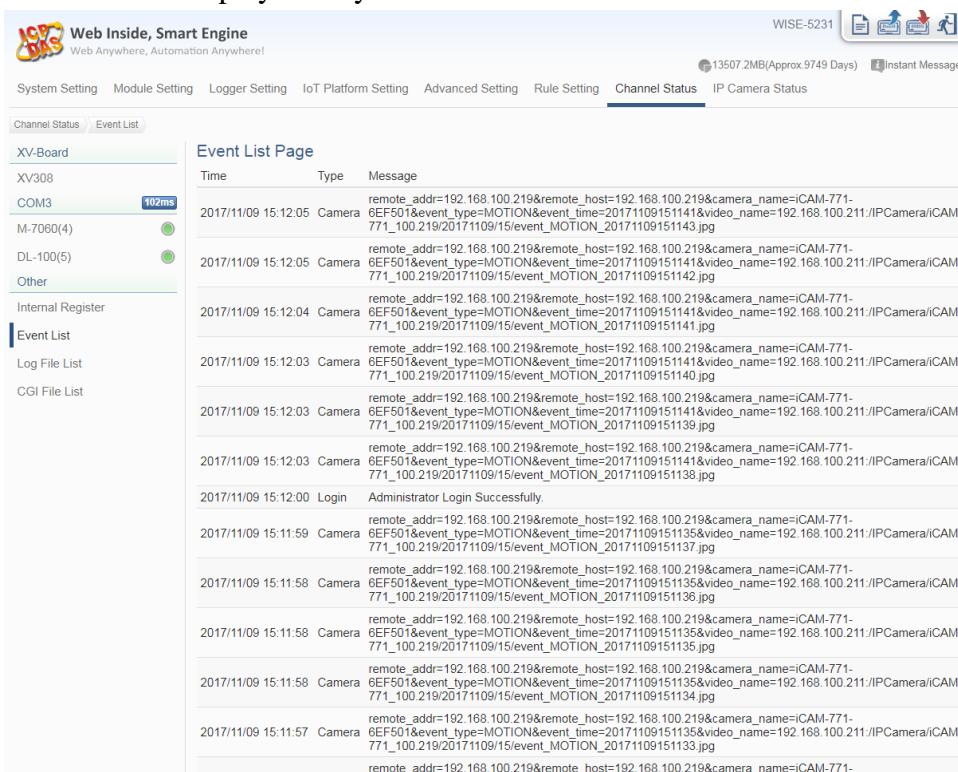 ICP DAS
Web Inside, Smart Engine
Web Anywhere, Automation Anywhere!
WISE-5231
13507.2MB(Approx.9749 Days)
Instant Message
System Setting
Module Setting
Logger Setting
IoT Platform Setting
Advanced Setting
Rule Setting
Channel Status
IP Camera Status
Channel Status
Event List
XV-Board
XV308
COM3
102ms
M-7060(4)
DL-100(5)
Other
Internal Register
Event List
Log File List
CGI File List
Event List Page
Time Type Message
remote_addr=192.168.100.219&remote_host=192.168.100.219&camera_name=iCAM-771-
2017/11/09 15:12:05 Camera 6EF501&event_type=MOTION&event_time=20171109151141&video_name=192.168.100.211:/IPCamera/iCAM
771_100.219/20171109/15/event_MOTION_20171109151143.jpg
remote_addr=192.168.100.219&remote_host=192.168.100.219&camera_name=iCAM-771-
2017/11/09 15:12:05 Camera 6EF501&event_type=MOTION&event_time=20171109151141&video_name=192.168.100.211:/IPCamera/iCAM
771_100.219/20171109/15/event_MOTION_20171109151142.jpg
remote_addr=192.168.100.219&remote_host=192.168.100.219&camera_name=iCAM-771-
2017/11/09 15:12:04 Camera 6EF501&event_type=MOTION&event_time=20171109151141&video_name=192.168.100.211:/IPCamera/iCAM
771_100.219/20171109/15/event_MOTION_20171109151141.jpg
remote_addr=192.168.100.219&remote_host=192.168.100.219&camera_name=iCAM-771-
2017/11/09 15:12:03 Camera 6EF501&event_type=MOTION&event_time=20171109151141&video_name=192.168.100.211:/IPCamera/iCAM
771_100.219/20171109/15/event_MOTION_20171109151140.jpg
remote_addr=192.168.100.219&remote_host=192.168.100.219&camera_name=iCAM-771-
2017/11/09 15:12:03 Camera 6EF501&event_type=MOTION&event_time=20171109151141&video_name=192.168.100.211:/IPCamera/iCAM
771_100.219/20171109/15/event_MOTION_20171109151139.jpg
remote_addr=192.168.100.219&remote_host=192.168.100.219&camera_name=iCAM-771-
2017/11/09 15:12:03 Camera 6EF501&event_type=MOTION&event_time=20171109151141&video_name=192.168.100.211:/IPCamera/iCAM
771_100.219/20171109/15/event_MOTION_20171109151138.jpg
2017/11/09 15:12:00 Login Administrator Login Successfully.
remote_addr=192.168.100.219&remote_host=192.168.100.219&camera_name=iCAM-771-
2017/11/09 15:11:59 Camera 6EF501&event_type=MOTION&event_time=20171109151135&video_name=192.168.100.211:/IPCamera/iCAM
771_100.219/20171109/15/event_MOTION_20171109151137.jpg
remote_addr=192.168.100.219&remote_host=192.168.100.219&camera_name=iCAM-771-
2017/11/09 15:11:58 Camera 6EF501&event_type=MOTION&event_time=20171109151135&video_name=192.168.100.211:/IPCamera/iCAM
771_100.219/20171109/15/event_MOTION_20171109151136.jpg
remote_addr=192.168.100.219&remote_host=192.168.100.219&camera_name=iCAM-771-
2017/11/09 15:11:58 Camera 6EF501&event_type=MOTION&event_time=20171109151135&video_name=192.168.100.211:/IPCamera/iCAM
771_100.219/20171109/15/event_MOTION_20171109151135.jpg
remote_addr=192.168.100.219&remote_host=192.168.100.219&camera_name=iCAM-771-
2017/11/09 15:11:58 Camera 6EF501&event_type=MOTION&event_time=20171109151135&video_name=192.168.100.211:/IPCamera/iCAM
771_100.219/20171109/15/event_MOTION_20171109151134.jpg
remote_addr=192.168.100.219&remote_host=192.168.100.219&camera_name=iCAM-771-
2017/11/09 15:11:57 Camera 6EF501&event_type=MOTION&event_time=20171109151135&video_name=192.168.100.211:/IPCamera/iCAM
771_100.219/20171109/15/event_MOTION_20171109151133.jpg
remote_addr=192.168.100.219&remote_host=192.168.100.219&camera_name=iCAM-771-